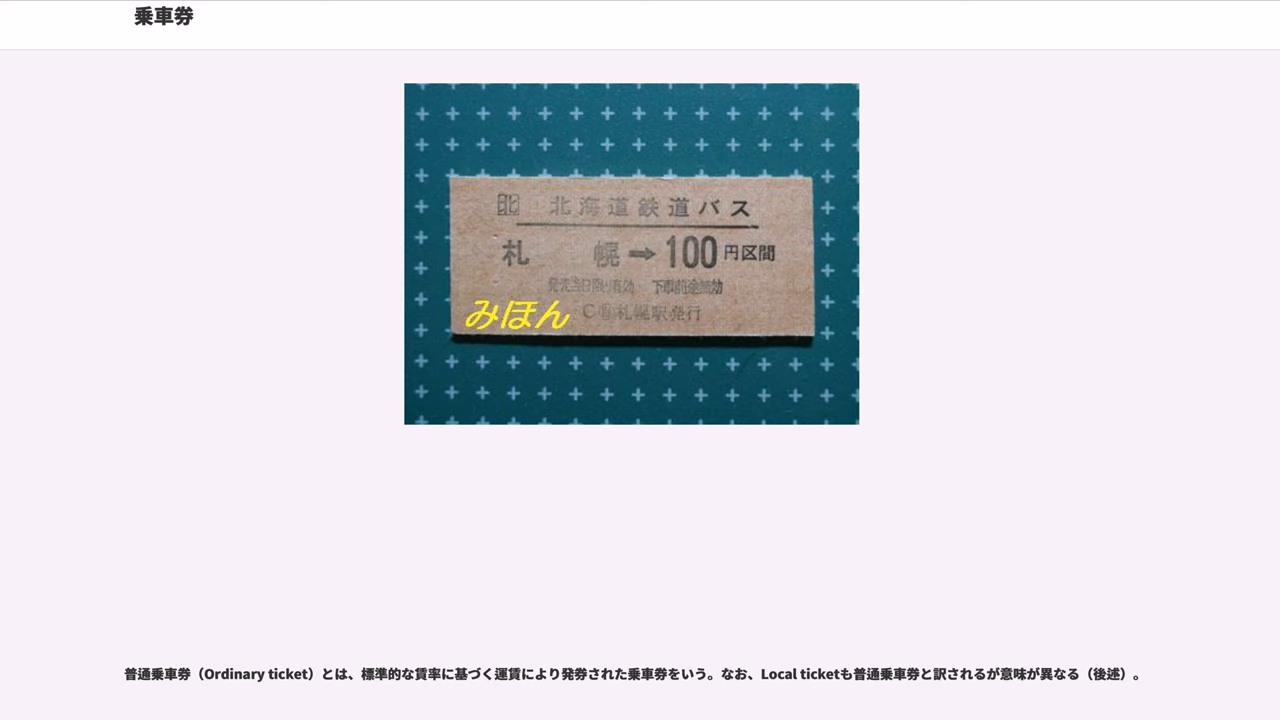 乗車券
北 北海道鉄道バス
札 幌➡100円区間
発売当日限り有効 下車前途無効
みほん
札幌駅発行
普通乗車券（Ordinary ticket）とは、標準的な賃率に基づく運賃により発券された乗車券をいう。なお、Local ticketも普通乗車券と訳されるが意味が異なる（後述）。